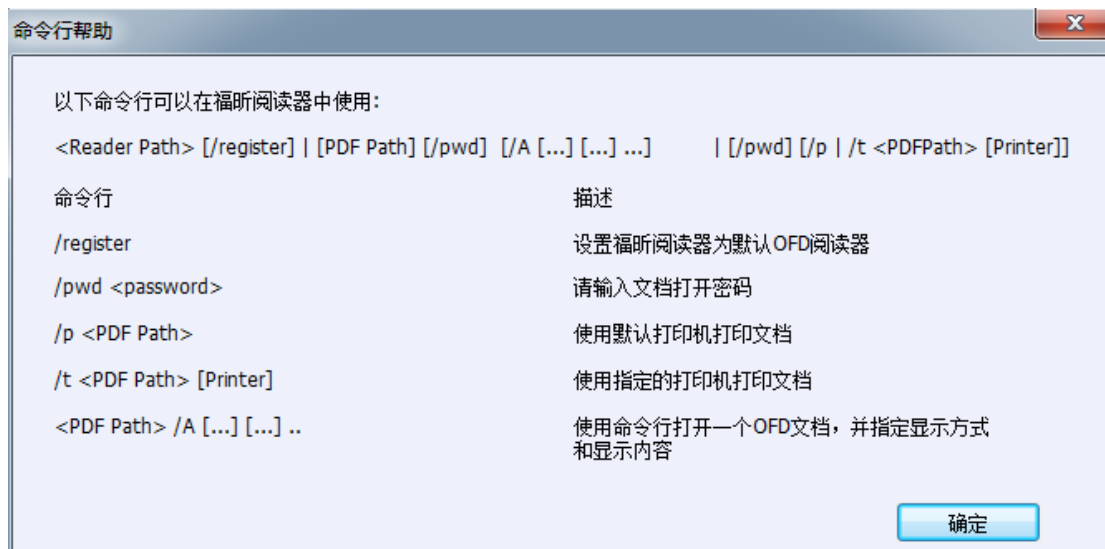 命令行帮助
以下命令行可以在福昕阅读器中使用:
<Reader Path> [/register] | [PDF Path] [/pwd] [/A [...] [...] ...] | [/pwd] [/p | /t <PDFPath> [Printer]]
命令行 描述
/register 设置福昕阅读器为默认OFD阅读器
/pwd <password> 请输入文档打开密码
/p <PDF Path> 使用默认打印机打印文档
/t <PDF Path> [Printer] 使用指定的打印机打印文档
<PDF Path> /A [...] [...] .. 使用命令行打开一个OFD文档，并指定显示方式
和显示内容
确定